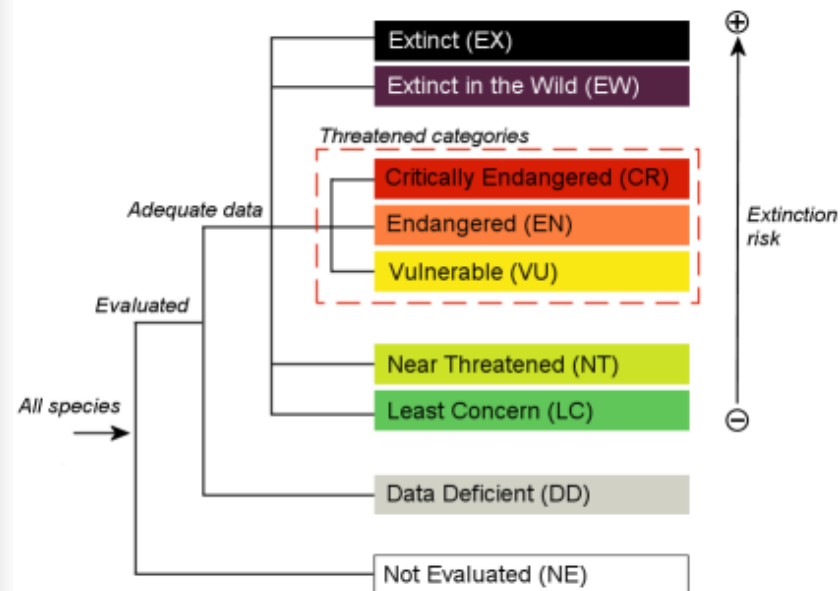 Extinct (EX)
Extinct in the Wild (EW)
Threatened categories
Critically Endangered (CR)
Adequate data
Endangered (EN)
Extinction
risk
Vulnerable (VU)
Evaluated
Near Threatened (NT)
All species
Least Concern (LC)
Data Deficient (DD)
Not Evaluated (NE)